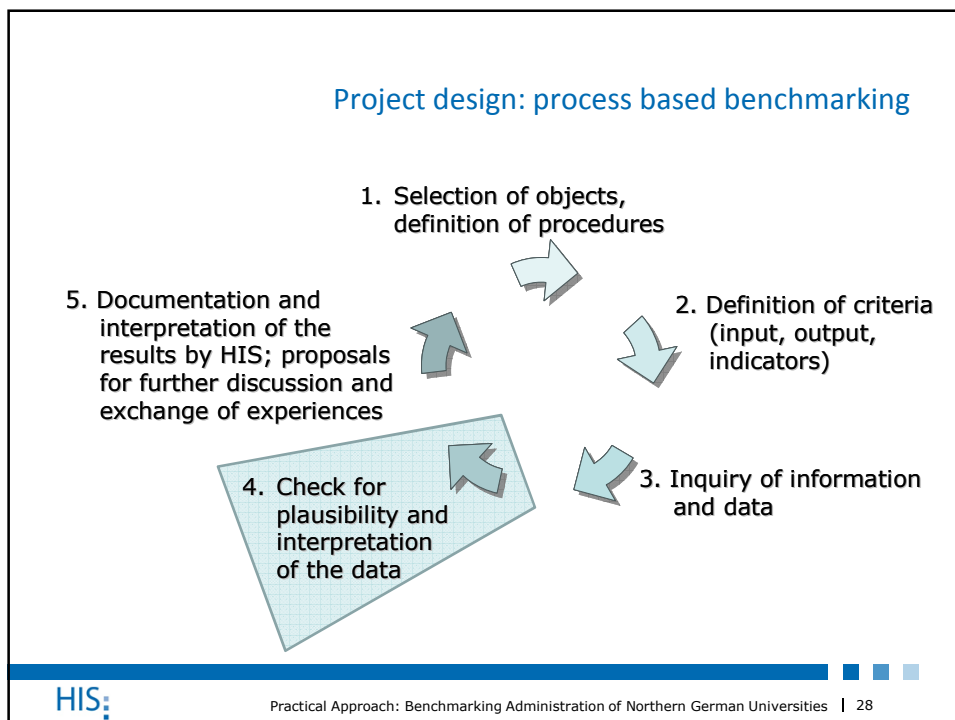 Project design: process based benchmarking
1. Selection of objects,
definition of procedures
2. Definition of criteria
(input, output,
indicators)
3. Inquiry of information
and data
4. Check for
plausibility and
interpretation
of the data
5. Documentation and
interpretation of the
results by HIS; proposals
for further discussion and
exchange of experiences
HIS:
Practical Approach: Benchmarking Administration of Northern German Universities | 28